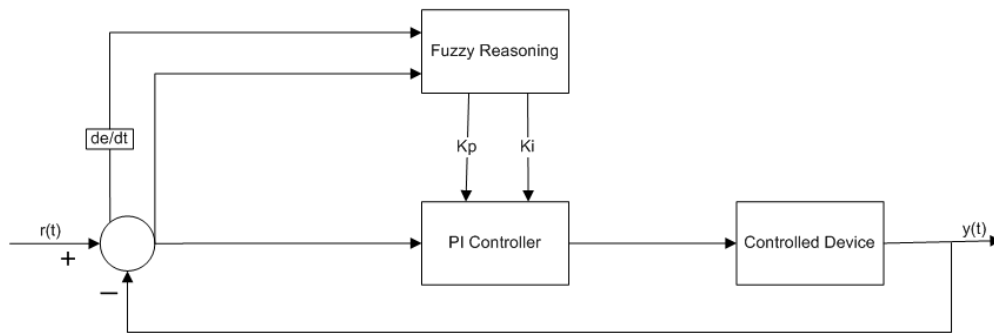 Fuzzy Reasoning
de/dt
Kp
Ki
r(t)
+
−
PI Controller
Controlled Device
y(t)